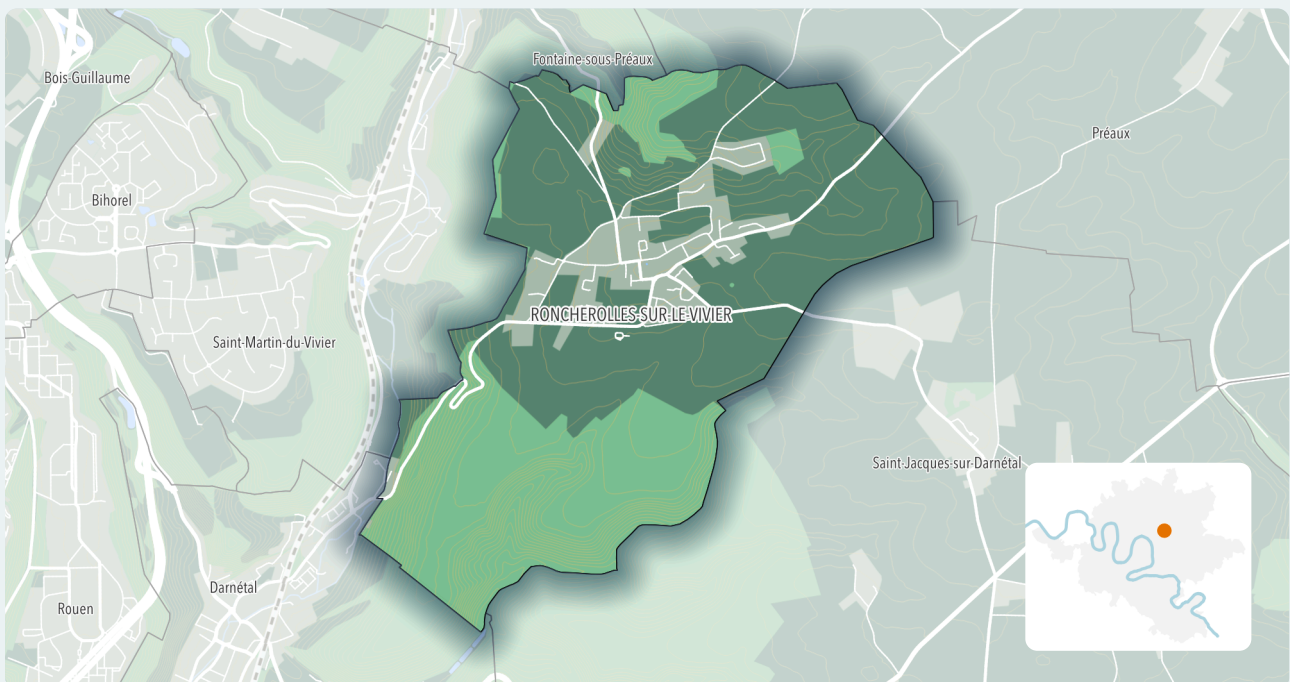 Fontaine-sous-Préaux
Bois-Guillaume
Préaux
Bihorel
RONCHEROLLES-SUR-LE-VIVIER
Saint-Martin-du-Vivier
Saint-Jacques-sur-Darnétal
Darnétal
Rouen